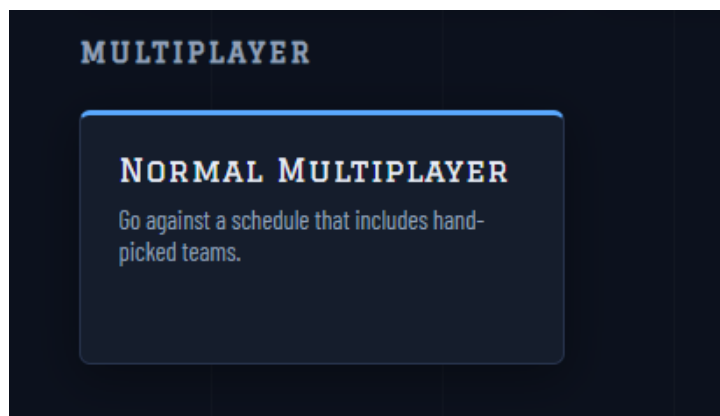 MULTIPLAYER
Normal Multiplayer
Go against a schedule that includes hand-
picked teams.